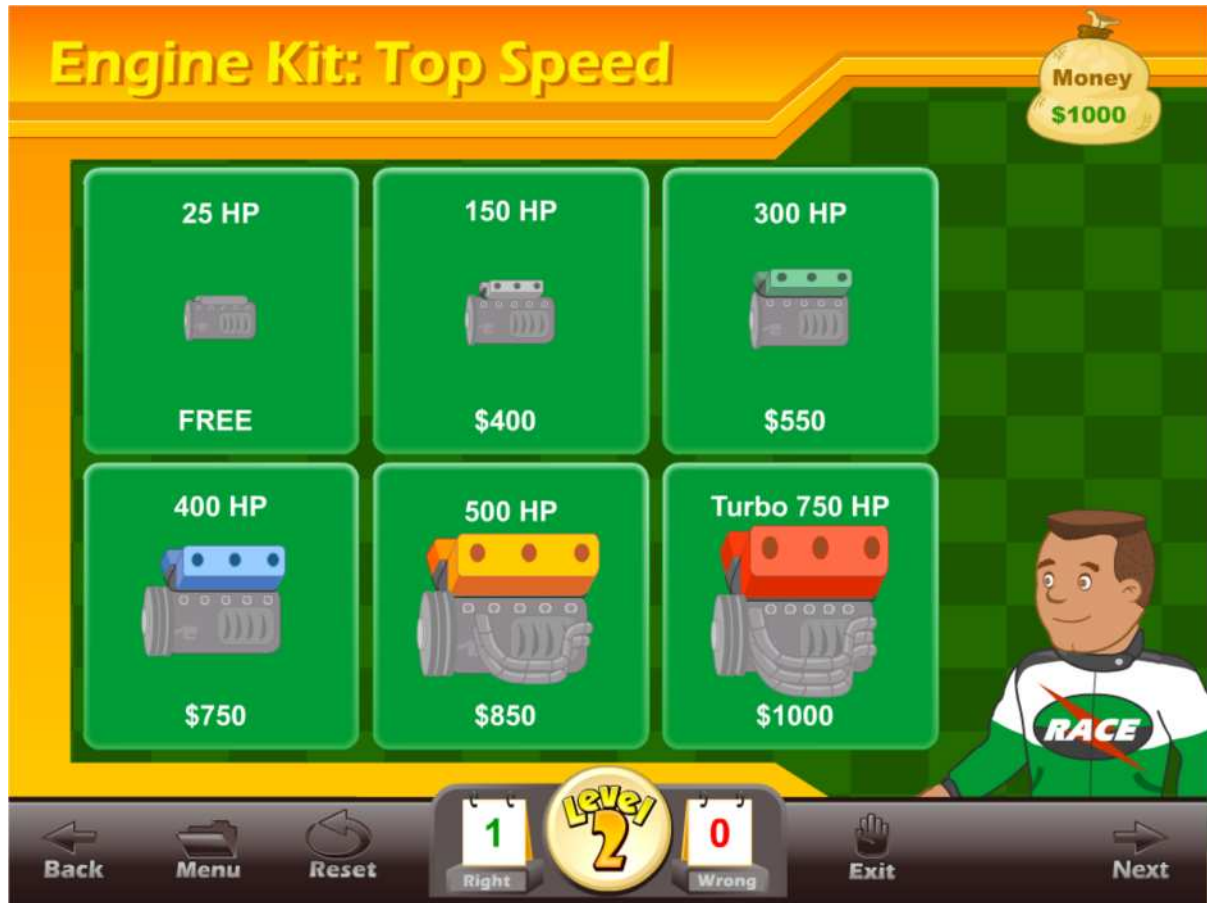 Engine Kit: Top Speed
Money
$1000
25 HP
FREE
150 HP
$400
300 HP
$550
400 HP
$750
500 HP
$850
Turbo 750 HP
$1000
RACE
Back
Menu
Reset
1
Right
Level
2
0
Wrong
Exit
Next